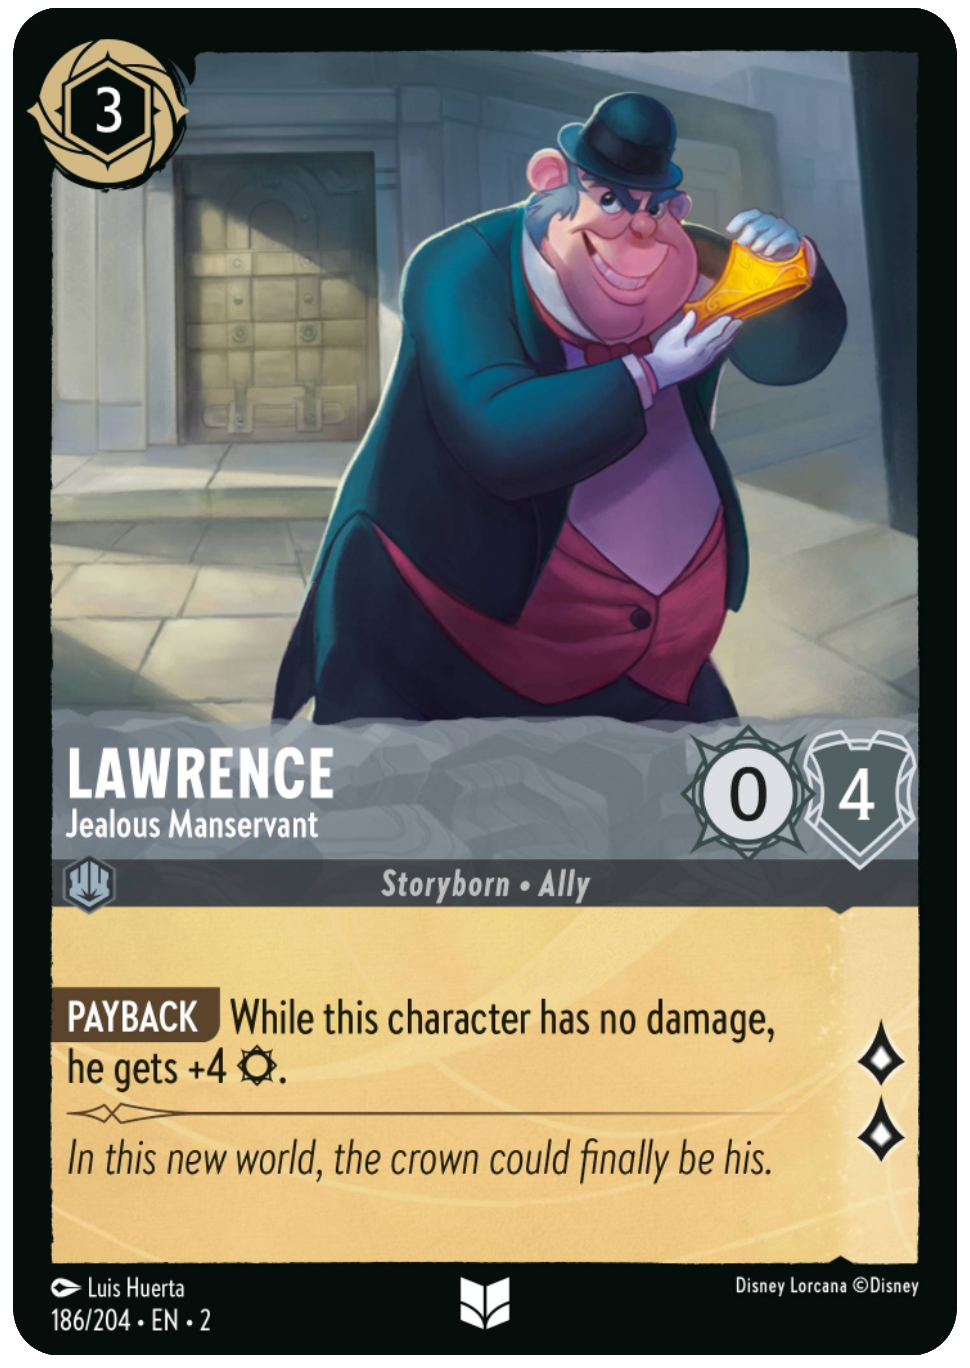 3
LAWRENCE
Jealous Manservant
0
4
Storyborn • Ally
PAYBACK While this character has no damage,
he gets +4 .
In this new world, the crown could finally be his.
Luis Huerta
186/204 • EN • 2
Disney Lorcana ©Disney